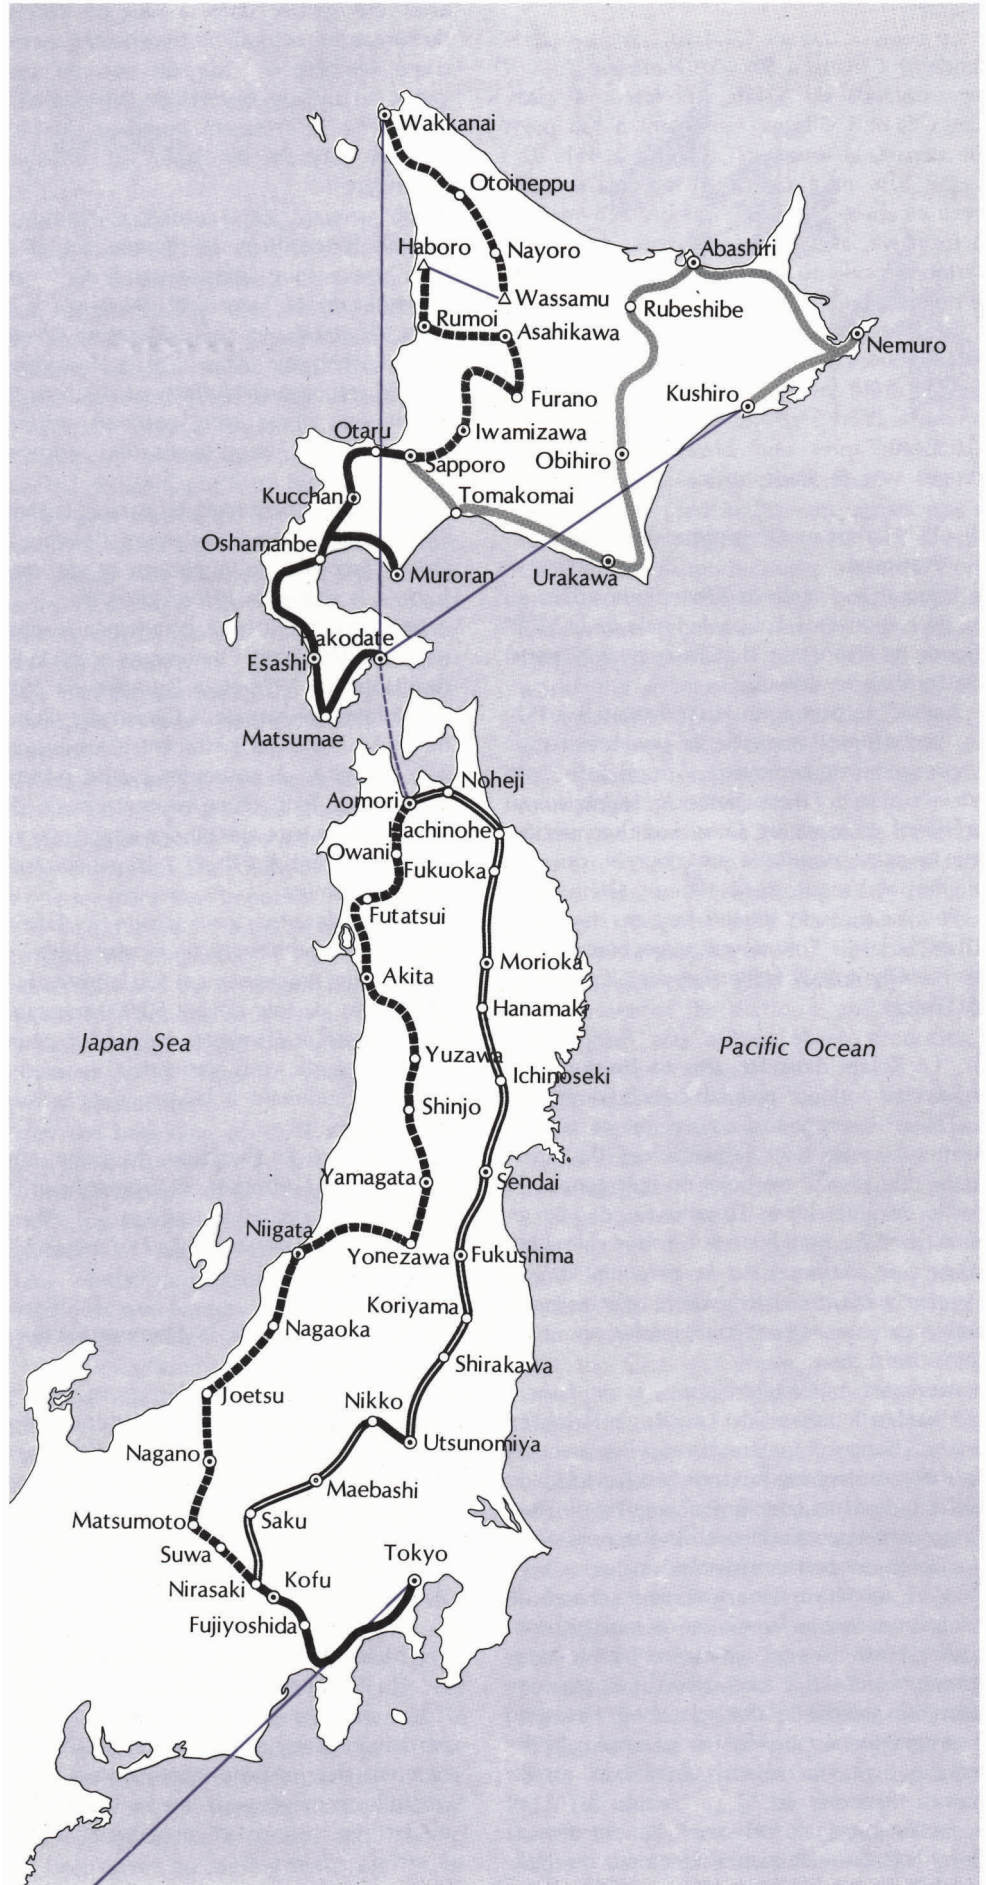 Wakkanai
Otoineppu
Nayoro
Haboro
Abashiri
Wassamu
Rumoi
Asahikawa
Rubeshibe
Nemuro
Furano
Kushiro
Otaru
Iwamizawa
Sapporo
Obihiro
Kucchan
Tomakomai
Oshamanbe
Muroran
Urakawa
Hakodate
Esashi
Matsumae
Noheji
Aomori
Hachinohe
Owani
Fukuoka
Futatsui
Morioka
Akita
Hanamaki
Japan Sea
Pacific Ocean
Yuzawa
Ichinoseki
Shinjo
Yamagata
Sendai
Niigata
Yonezawa
Fukushima
Koriyama
Nagaoka
Shirakawa
Joetsu
Nikko
Utsunomiya
Nagano
Maebashi
Matsumoto
Saku
Suwa
Tokyo
Nirasaki
Kofu
Fujiyoshida